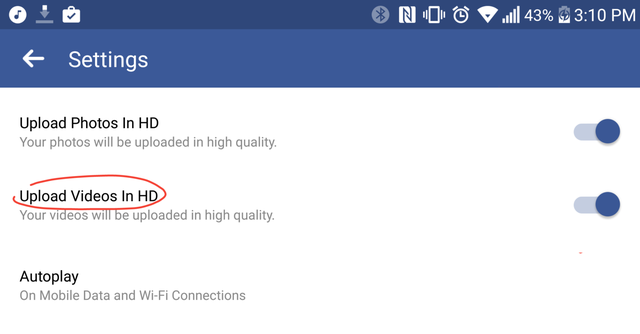 43% 3:10 PM
Settings
Upload Photos In HD
Your photos will be uploaded in high quality.
Upload Videos In HD
Your videos will be uploaded in high quality.
Autoplay
On Mobile Data and Wi-Fi Connections